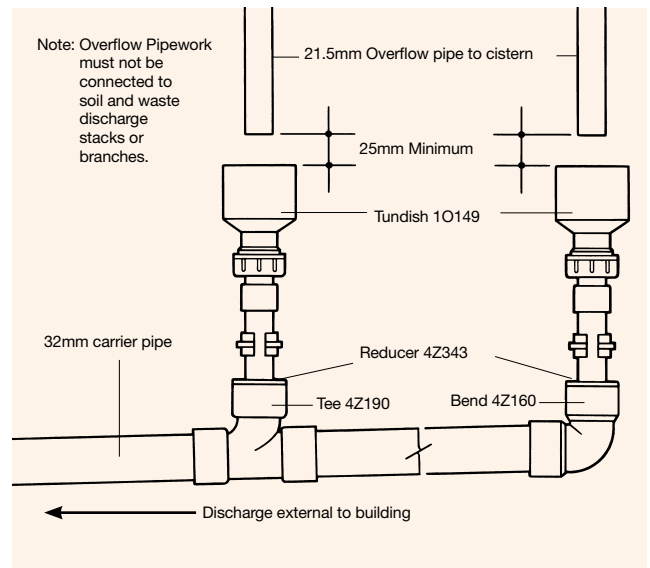 Note: Overflow Pipework
must not be
connected to
soil and waste
discharge
stacks or
branches.
21.5mm Overflow pipe to cistern
25mm Minimum
Tundish 1O149
32mm carrier pipe
Reducer 4Z343
Tee 4Z190
Bend 4Z160
Discharge external to building